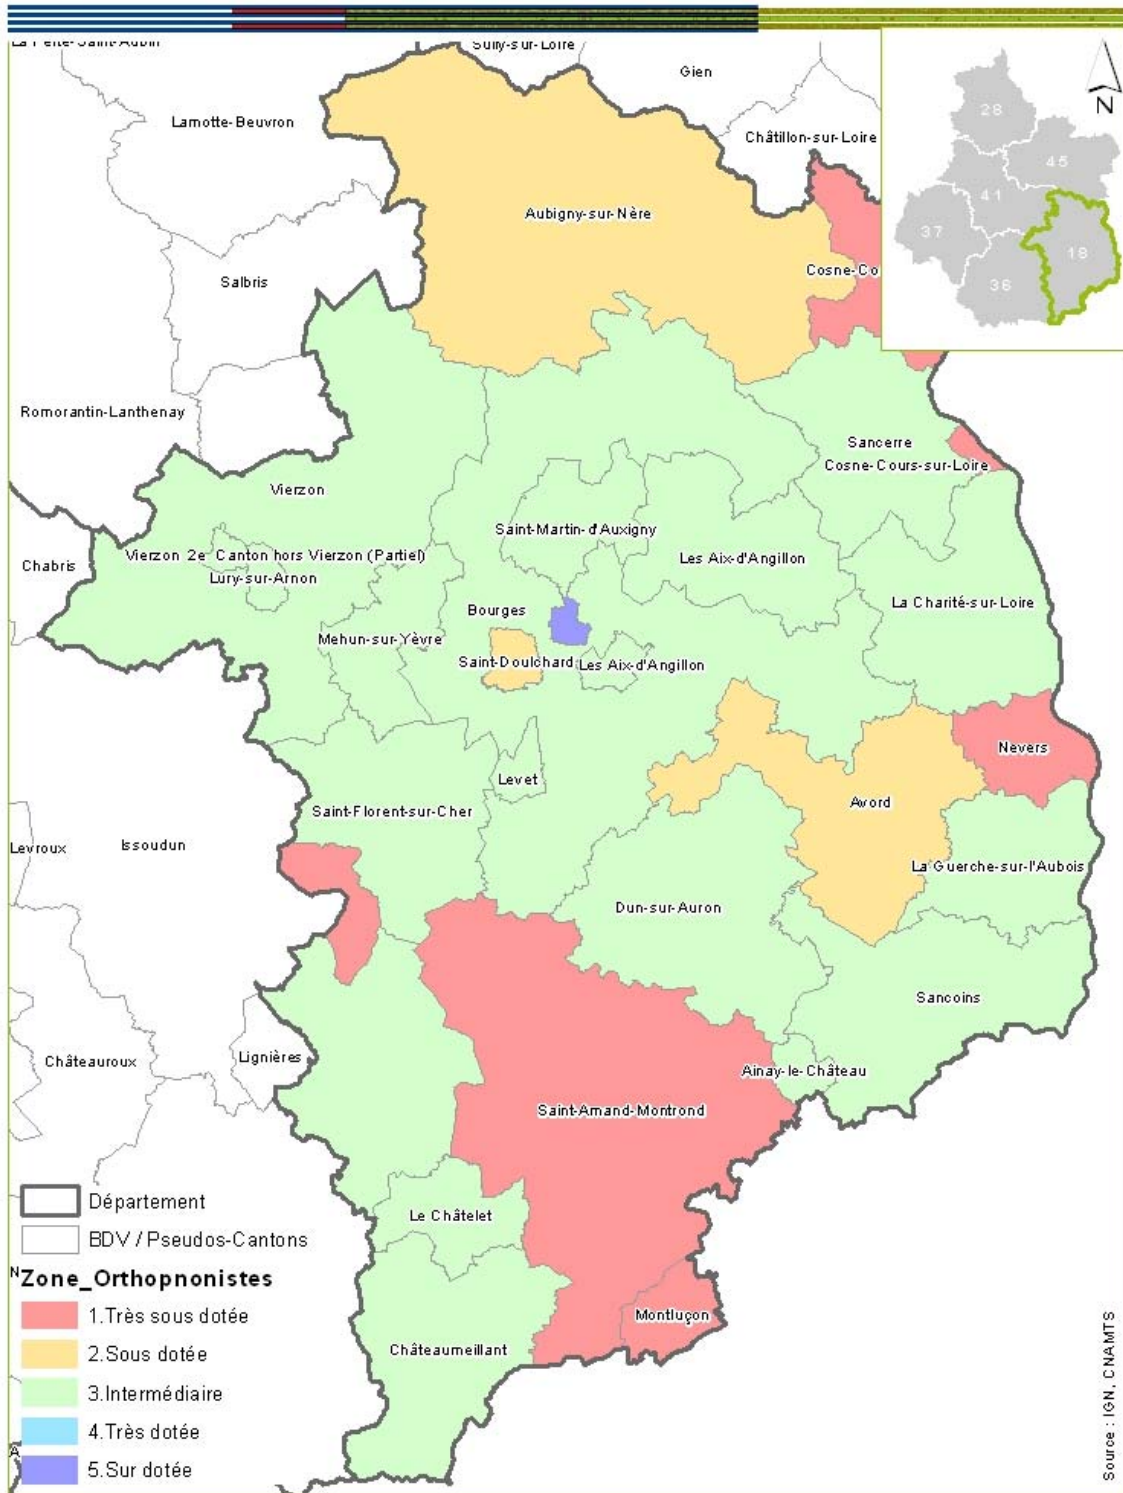 La Ferté-Saint-Aubin
Sully-sur-Loire
Gien
Lamotte-Beuvron
Châtillon-sur-Loire
N
28
45
41
37
18
36
Aubigny-sur-Nère
Cosne-Co
Salbris
Romorantin-Lanthenay
Sancerre
Cosne-Cours-sur-Loire
Vierzon
Saint-Martin-d'Auxigny
Vierzon 2e Canton hors Vierzon (Partiel)
Les Aix-d'Angillon
Chabris
Lury-sur-Arnon
La Charité-sur-Loire
Bourges
Mehun-sur-Yèvre
Saint-Doulchard
Les Aix-d'Angillon
Nevers
Levet
Avord
Saint-Florent-sur-Cher
Levroux
Issoudun
La Guerche-sur-l'Aubois
Dun-sur-Auron
Sancoins
Châteauroux
Lignières
Ainay-le-Château
Saint-Amand-Montrond
Le Châtelet
Montluçon
Châteaumeillant
Département
BDV / Pseudos-Cantons
N
Zone_Orthopnonistes
1.Très sous dotée
2.Sous dotée
3.Intermédiaire
4.Très dotée
5.Sur dotée
A
Source : IGN, CNAMTS